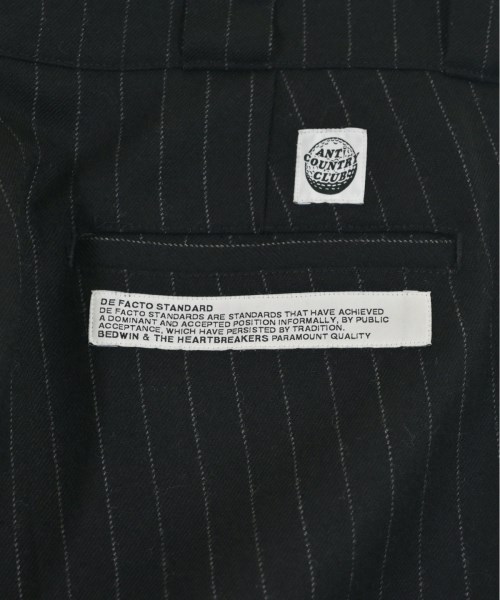 ANT
COUNTRY
CLUB
DE FACTO STANDARD
DE FACTO STANDARDS ARE STANDARDS THAT HAVE ACHIEVED
A DOMINANT AND ACCEPTED POSITION INFORMALLY, BY PUBLIC
ACCEPTANCE, WHICH HAVE PERSISTED BY TRADITION.
BEDWIN & THE HEARTBREAKERS PARAMOUNT QUALITY